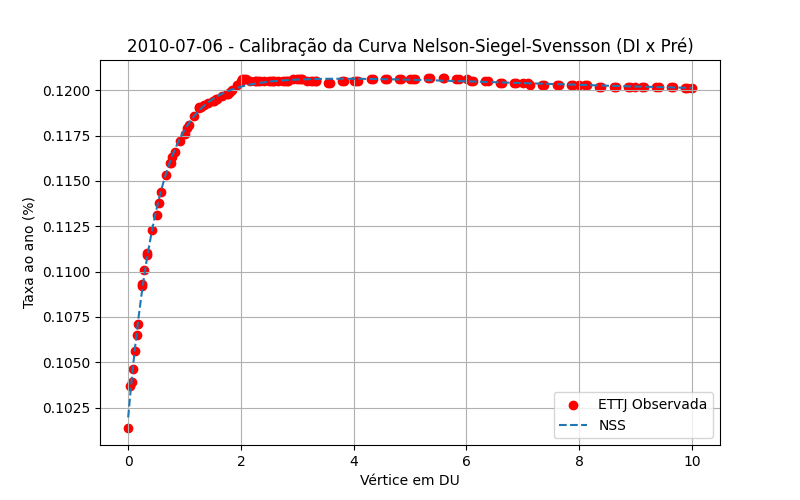 2010-07-06 - Calibração da Curva Nelson-Siegel-Svensson (DI x Pré)
0.1200
0.1175
0.1150
0.1125
0.1100
0.1075
0.1050
0.1025
Taxa ao ano (%)
ETTJ Observada
NSS
0 2 4 6 8 10
Vértice em DU